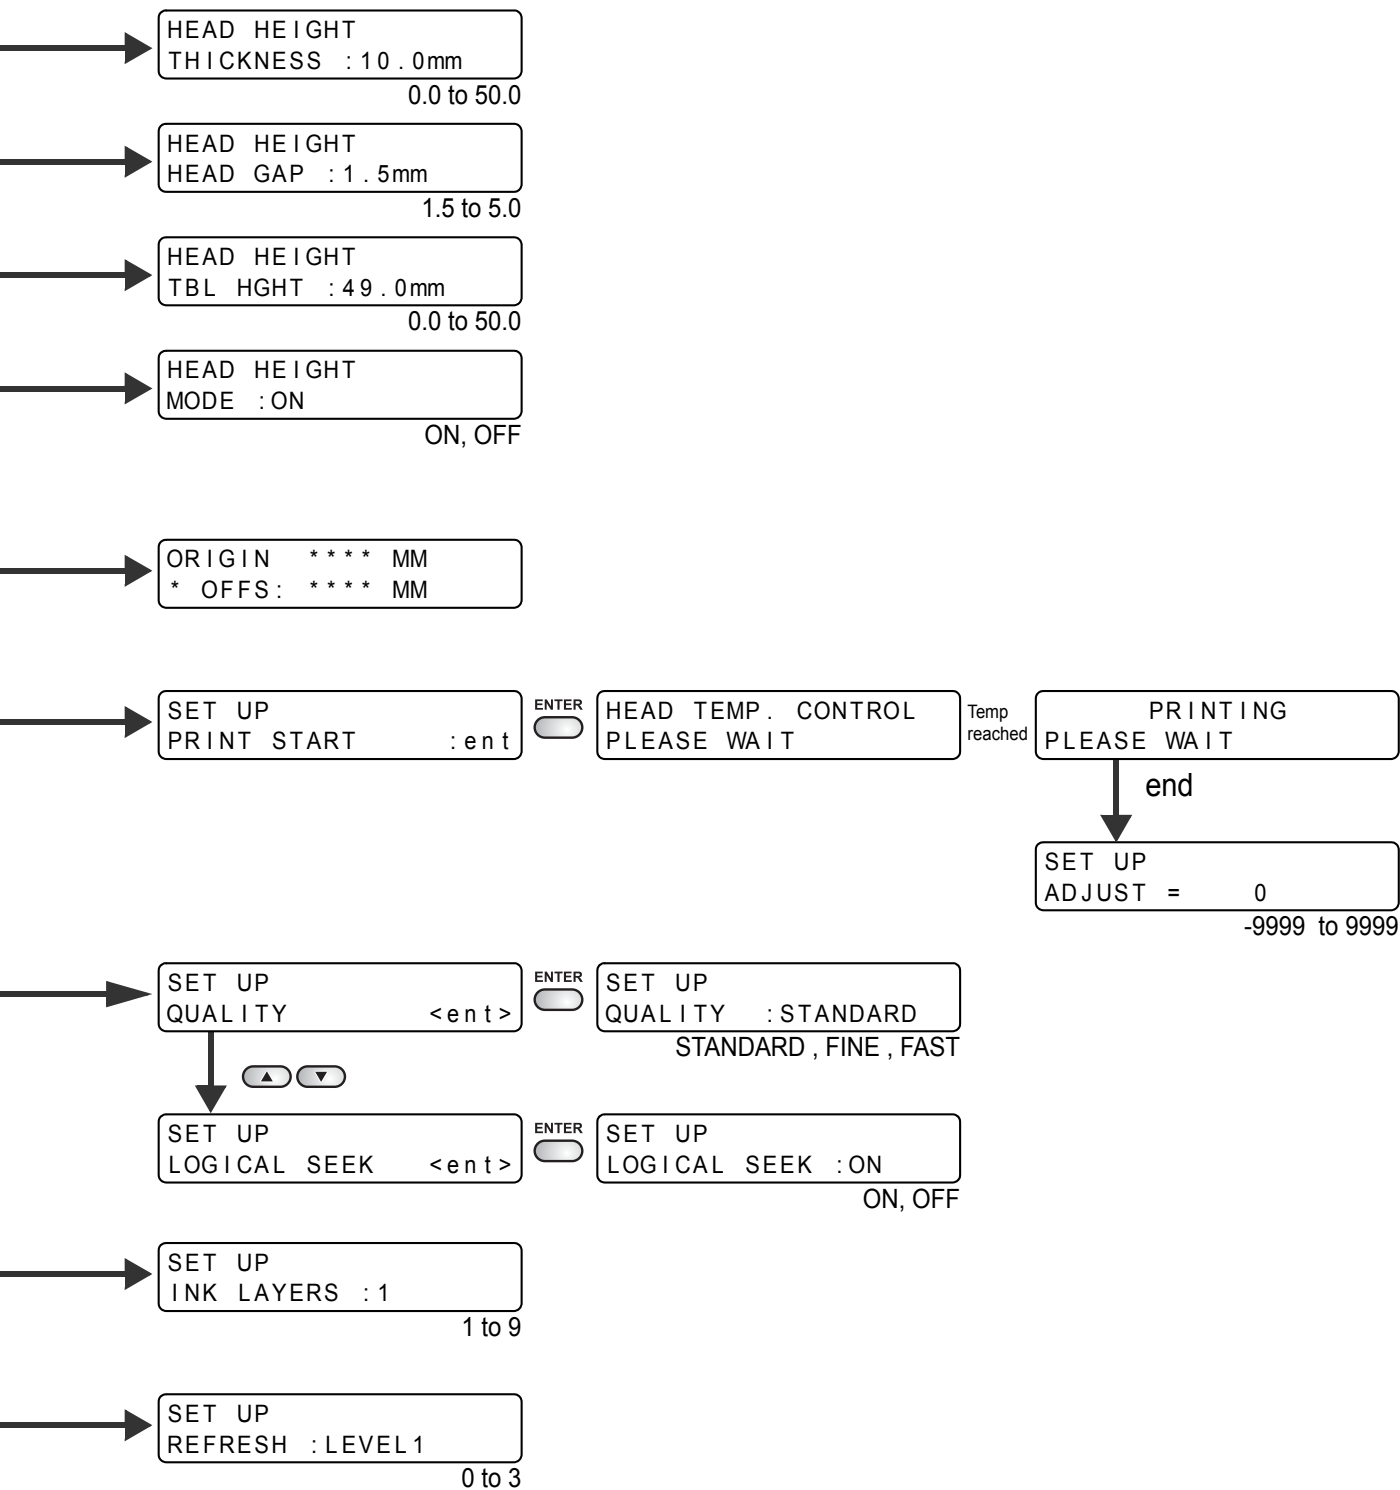 HEAD HEIGHT
THICKNESS :10.0mm
0.0 to 50.0
HEAD HEIGHT
HEAD GAP :1.5mm
1.5 to 5.0
HEAD HEIGHT
TBL HGHT :49.0mm
0.0 to 50.0
HEAD HEIGHT
MODE :ON
ON, OFF
ORIGIN **** MM
* OFFS: **** MM
SET UP
PRINT START :ent
ENTER
HEAD TEMP. CONTROL
PLEASE WAIT
Temp
reached
PRINTING
PLEASE WAIT
end
SET UP
ADJUST = 0
-9999 to 9999
SET UP
QUALITY <ent>
ENTER
SET UP
QUALITY :STANDARD
STANDARD , FINE , FAST
SET UP
LOGICAL SEEK <ent>
ENTER
SET UP
LOGICAL SEEK :ON
ON, OFF
SET UP
INK LAYERS :1
1 to 9
SET UP
REFRESH :LEVEL1
0 to 3